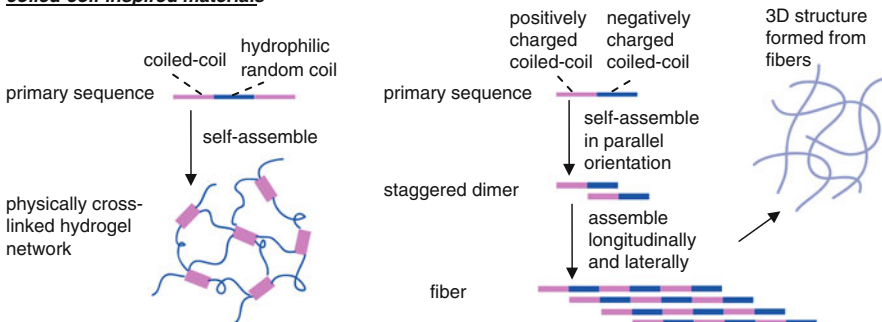 coiled-coil-inspired materials
coiled-coil
hydrophilic
random coil
primary sequence
self-assemble
physically cross-
linked hydrogel
network
positively
charged
coiled-coil
negatively
charged
coiled-coil
primary sequence
self-assemble
in parallel
orientation
staggered dimer
assemble
longitudinally
and laterally
fiber
3D structure
formed from
fibers